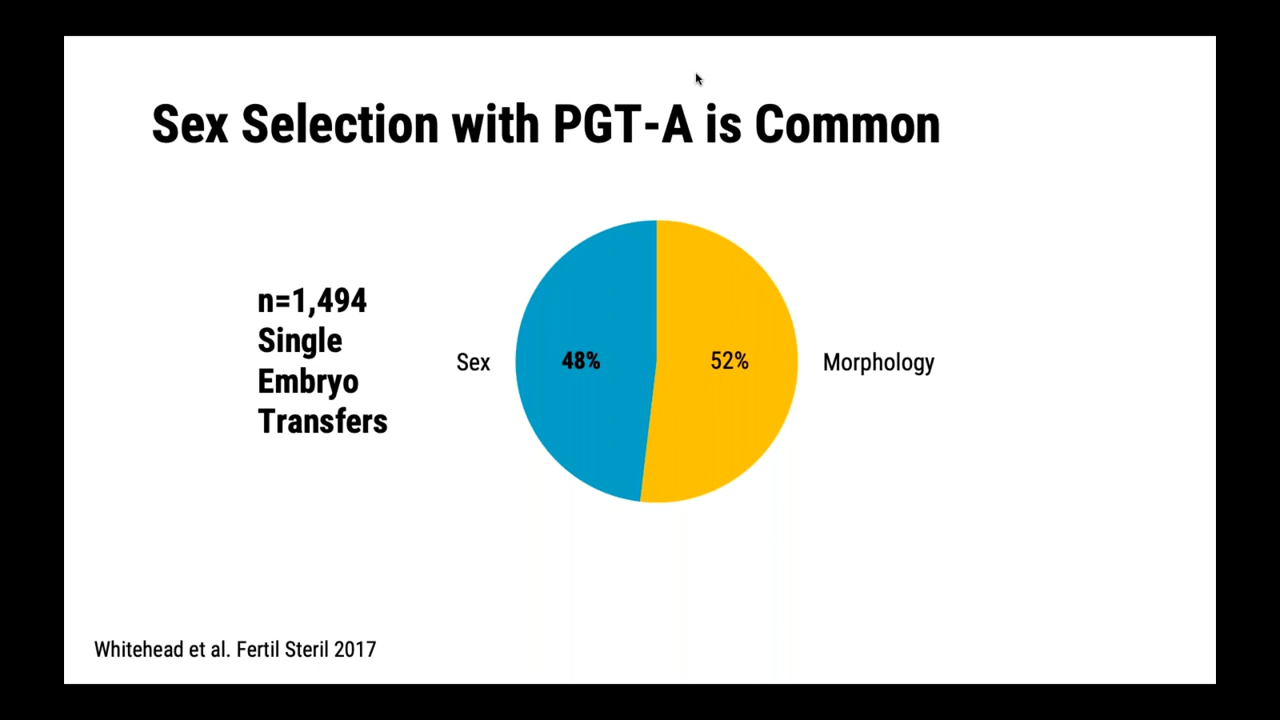 Sex Selection with PGT-A is Common
n=1,494
Single
Embryo
Transfers
Sex
48%
52%
Morphology
Whitehead et al. Fertil Steril 2017